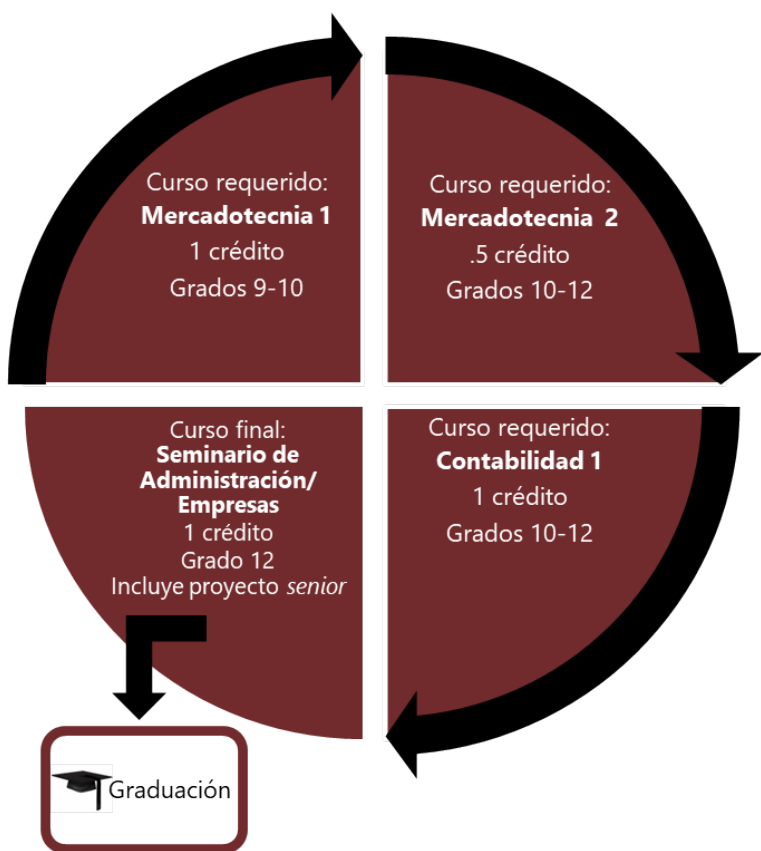 Curso requerido:
Mercadotecnia 1
1 crédito
Grados 9-10
Curso requerido:
Mercadotecnia 2
.5 crédito
Grados 10-12
Curso requerido:
Contabilidad 1
1 crédito
Grados 10-12
Curso final:
Seminario de
Administración/
Empresas
1 crédito
Grado 12
Incluye proyecto senior
Graduación